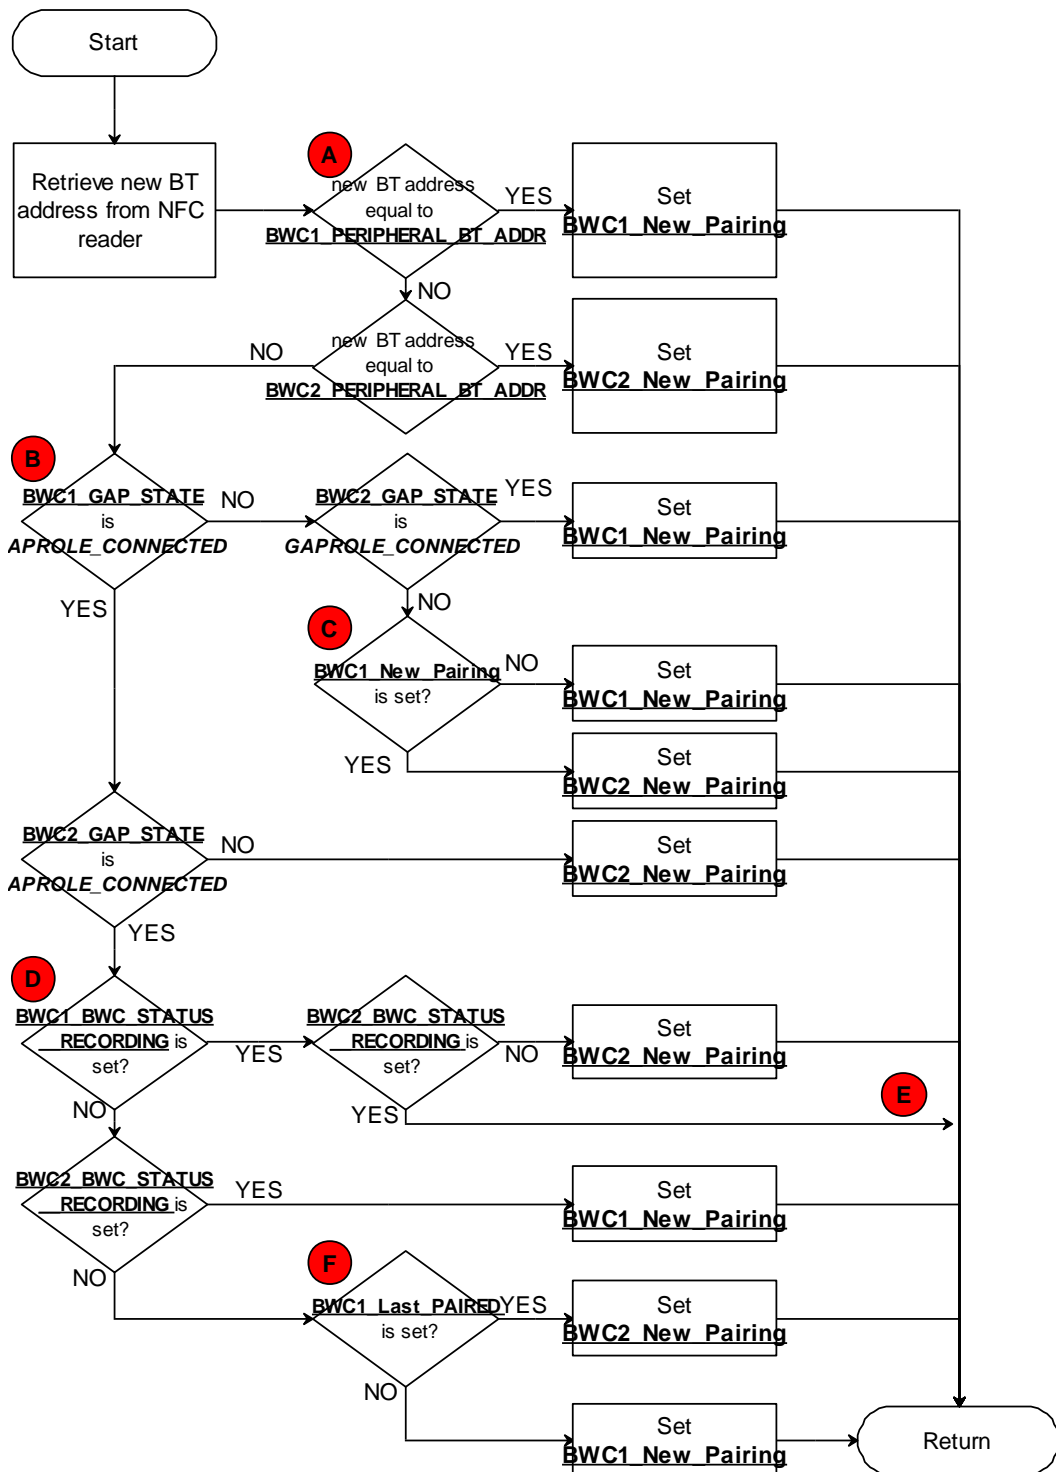 Start
Retrieve new BT
address from NFC
reader
A
new BT address
equal to
BWC1_PERIPHERAL_BT_ADDR
YES
Set
BWC1_New_Pairing
NO
new BT address
equal to
BWC2_PERIPHERAL_BT_ADDR
NO
YES
Set
BWC2_New_Pairing
B
BWC1_GAP_STATE
is
APROLE_CONNECTED
NO
BWC2_GAP_STATE
is
GAPROLE_CONNECTED
YES
Set
BWC1_New_Pairing
YES
NO
C
BWC1_New_Pairing
is set?
NO
Set
BWC1_New_Pairing
YES
Set
BWC2_New_Pairing
BWC2_GAP_STATE
is
APROLE_CONNECTED
NO
Set
BWC2_New_Pairing
YES
D
BWC1_BWC_STATUS
__RECORDING is
set?
YES
BWC2_BWC_STATUS
__RECORDING is
set?
NO
Set
BWC2_New_Pairing
E
NO
YES
BWC2_BWC_STATUS
__RECORDING is
set?
YES
Set
BWC1_New_Pairing
NO
F
BWC1_Last_PAIRED
is set?
YES
Set
BWC2_New_Pairing
NO
Set
BWC1_New_Pairing
Return